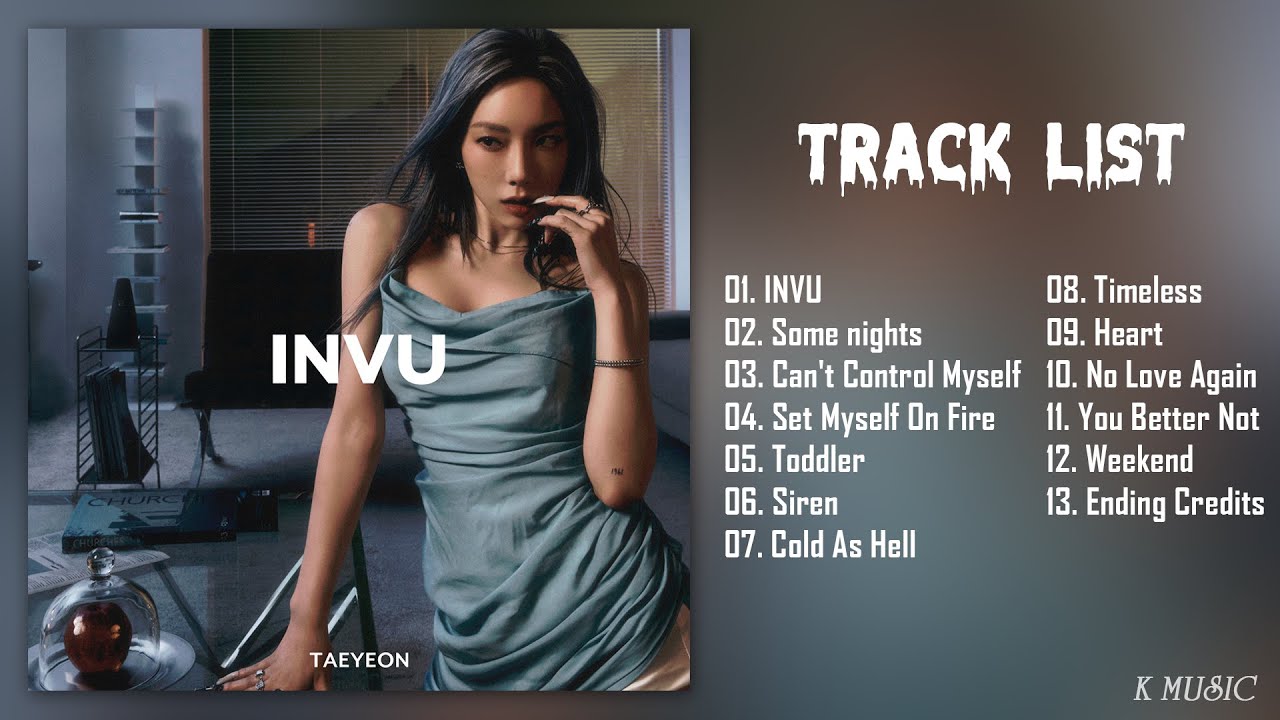 INVU
TAEYEON
CHURCH
TRACK LIST
01. INVU
02. Some nights
03. Can't Control Myself
04. Set Myself On Fire
05. Toddler
06. Siren
07. Cold As Hell
08. Timeless
09. Heart
10. No Love Again
11. You Better Not
12. Weekend
13. Ending Credits
K MUSIC